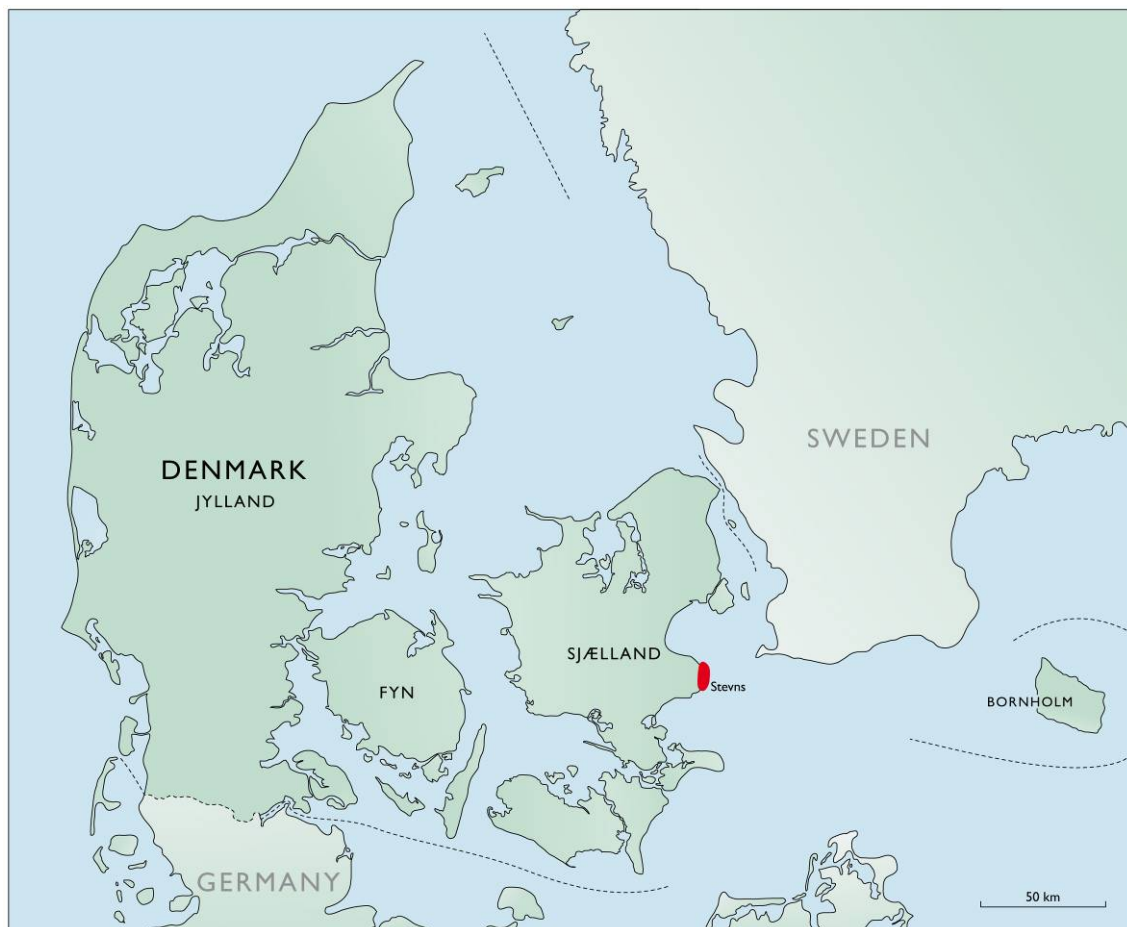 SWEDEN
DENMARK
JYLLAND
SJÆLLAND
FYN
Stevns
BORNHOLM
GERMANY
50 km